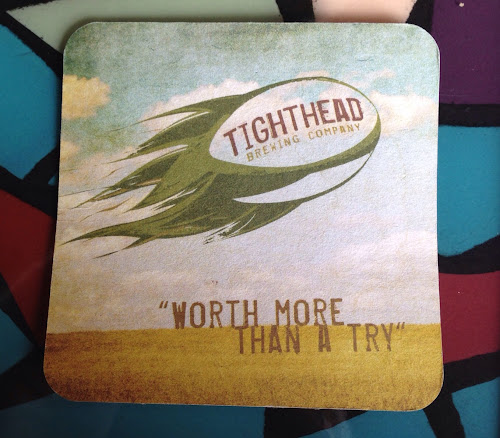 TIGHTHEAD
BREWING COMPANY
"WORTH MORE
THAN A TRY"